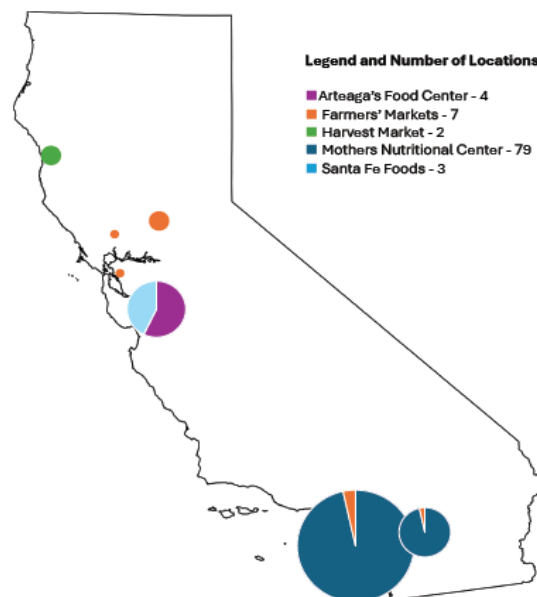 Legend and Number of Locations
Arteaga's Food Center - 4
Farmers' Markets - 7
Harvest Market - 2
Mothers Nutritional Center - 79
Santa Fe Foods - 3